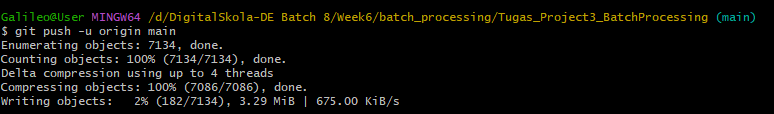 Galileo@User MINGW64 /d/DigitalSkola-DE Batch 8/Week6/batch_processing/Tugas_Project3_BatchProcessing (main)
$ git push -u origin main
Enumerating objects: 7134, done.
Counting objects: 100% (7134/7134), done.
Delta compression using up to 4 threads
Compressing objects: 100% (7086/7086), done.
Writing objects:   2% (182/7134), 3.29 MiB | 675.00 KiB/s